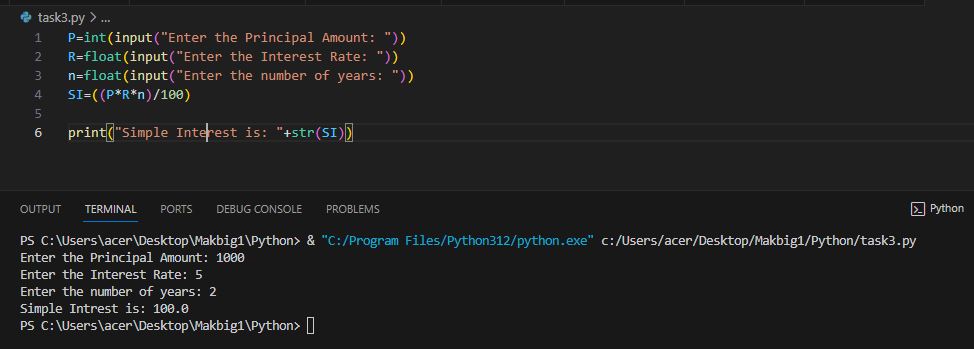 task3.py > ...
1 P=int(input("Enter the Principal Amount: "))
2 R=float(input("Enter the Interest Rate: "))
3 n=float(input("Enter the number of years: "))
4 SI=((P*R*n)/100)
5
6 print("Simple Interest is: "+str(SI))
OUTPUT TERMINAL PORTS DEBUG CONSOLE PROBLEMS Python
PS C:\Users\acer\Desktop\Makbig1\Python> & "C:/Program Files/Python312/python.exe" c:/Users/acer/Desktop/Makbig1/Python/task3.py
Enter the Principal Amount: 1000
Enter the Interest Rate: 5
Enter the number of years: 2
Simple Intrest is: 100.0
PS C:\Users\acer\Desktop\Makbig1\Python>